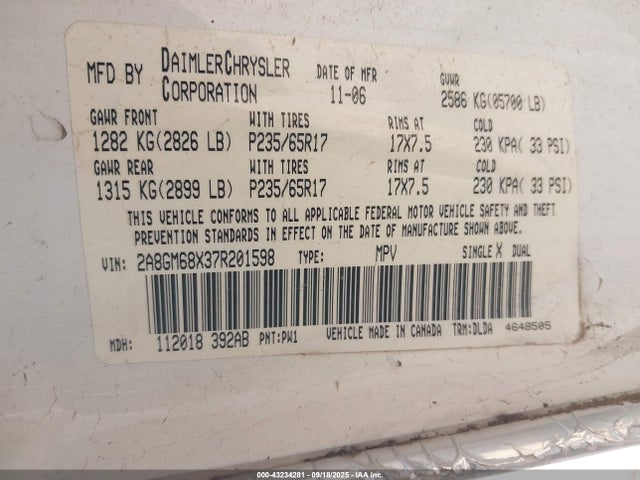 MFD BY DAIMLERCHRYSLER CORPORATION DATE OF MFR 11-06 GVWR 2586 KG(05700 LB)
GAWR FRONT WITH TIRES RIMS AT COLD
1282 KG(2826 LB) P235/65R17 17X7.5 230 KPA( 33 PSI)
GAWR REAR WITH TIRES RIMS AT COLD
1315 KG(2899 LB) P235/65R17 17X7.5 230 KPA( 33 PSI)
THIS VEHICLE CONFORMS TO ALL APPLICABLE FEDERAL MOTOR VEHICLE SAFETY AND THEFT
PREVENTION STANDARDS IN EFFECT ON THE DATE OF MANUFACTURE SHOWN ABOVE.
VIN: 2A8GM68X37R201598 TYPE: MPV SINGLE X DUAL
MDH: 112018 392AB PNT:PW1 VEHICLE MADE IN CANADA TRM:DLDA 4648505
000-43234281 - 09/18/2025 - IAA, Inc.